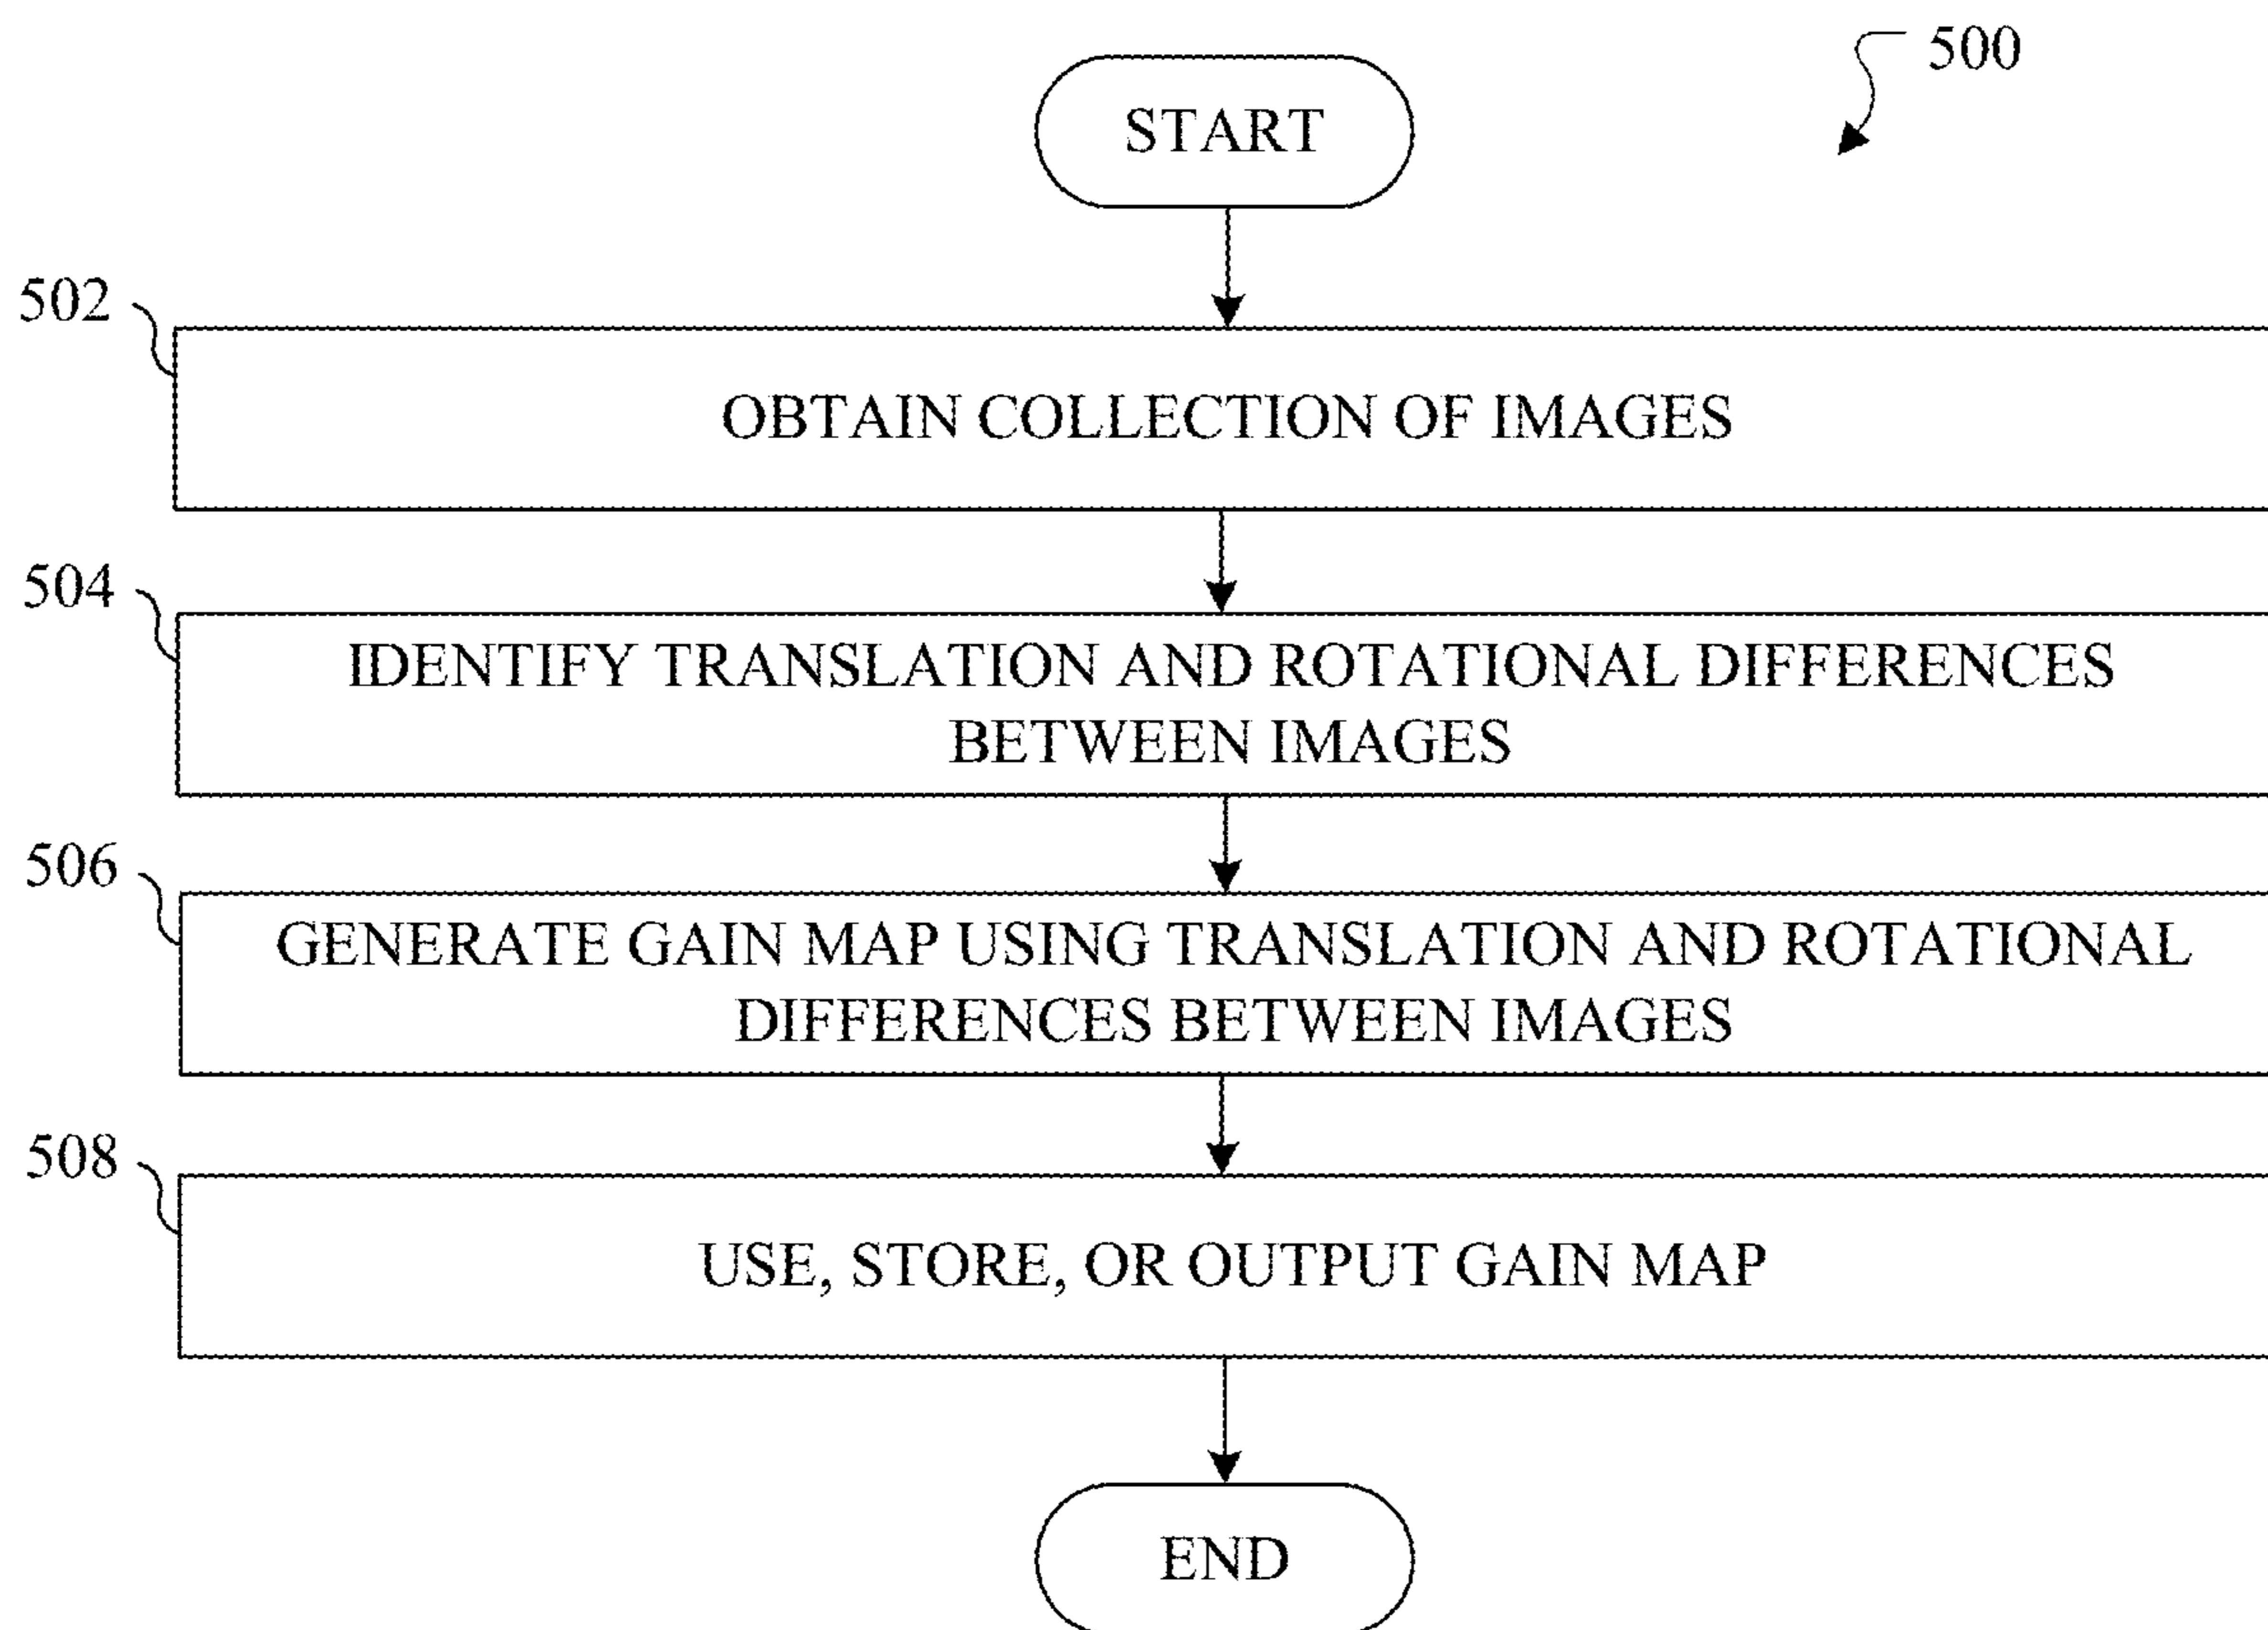 500
START
502
OBTAIN COLLECTION OF IMAGES
504
IDENTIFY TRANSLATION AND ROTATIONAL DIFFERENCES
BETWEEN IMAGES
506
GENERATE GAIN MAP USING TRANSLATION AND ROTATIONAL
DIFFERENCES BETWEEN IMAGES
508
USE, STORE, OR OUTPUT GAIN MAP
END